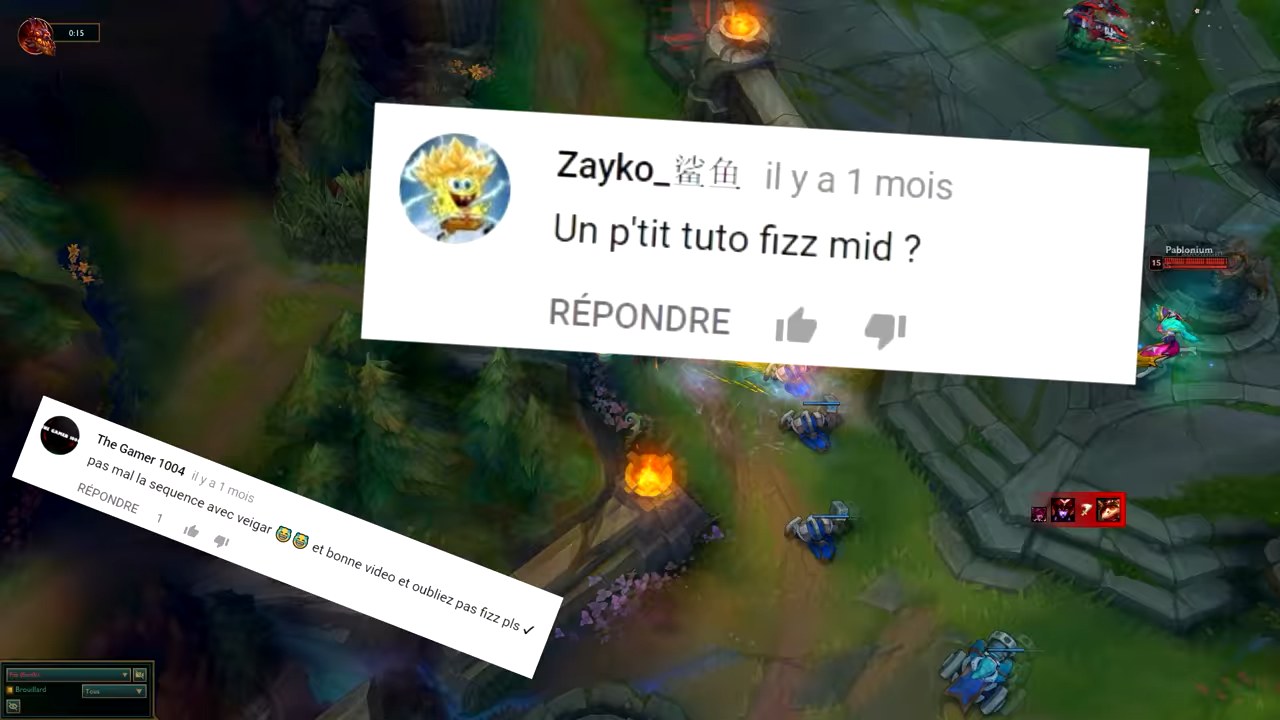 0:15
Zayko_鲨鱼 il y a 1 mois
Un p'tit tuto fizz mid ?
RÉPONDRE
Pablonium
15
The Gamer 1004 il y a 1 mois
pas mal la sequence avec veigar 😅😅 et bonne video et oubliez pas fizz pls ✓
RÉPONDRE 1
Brouillard
Tous